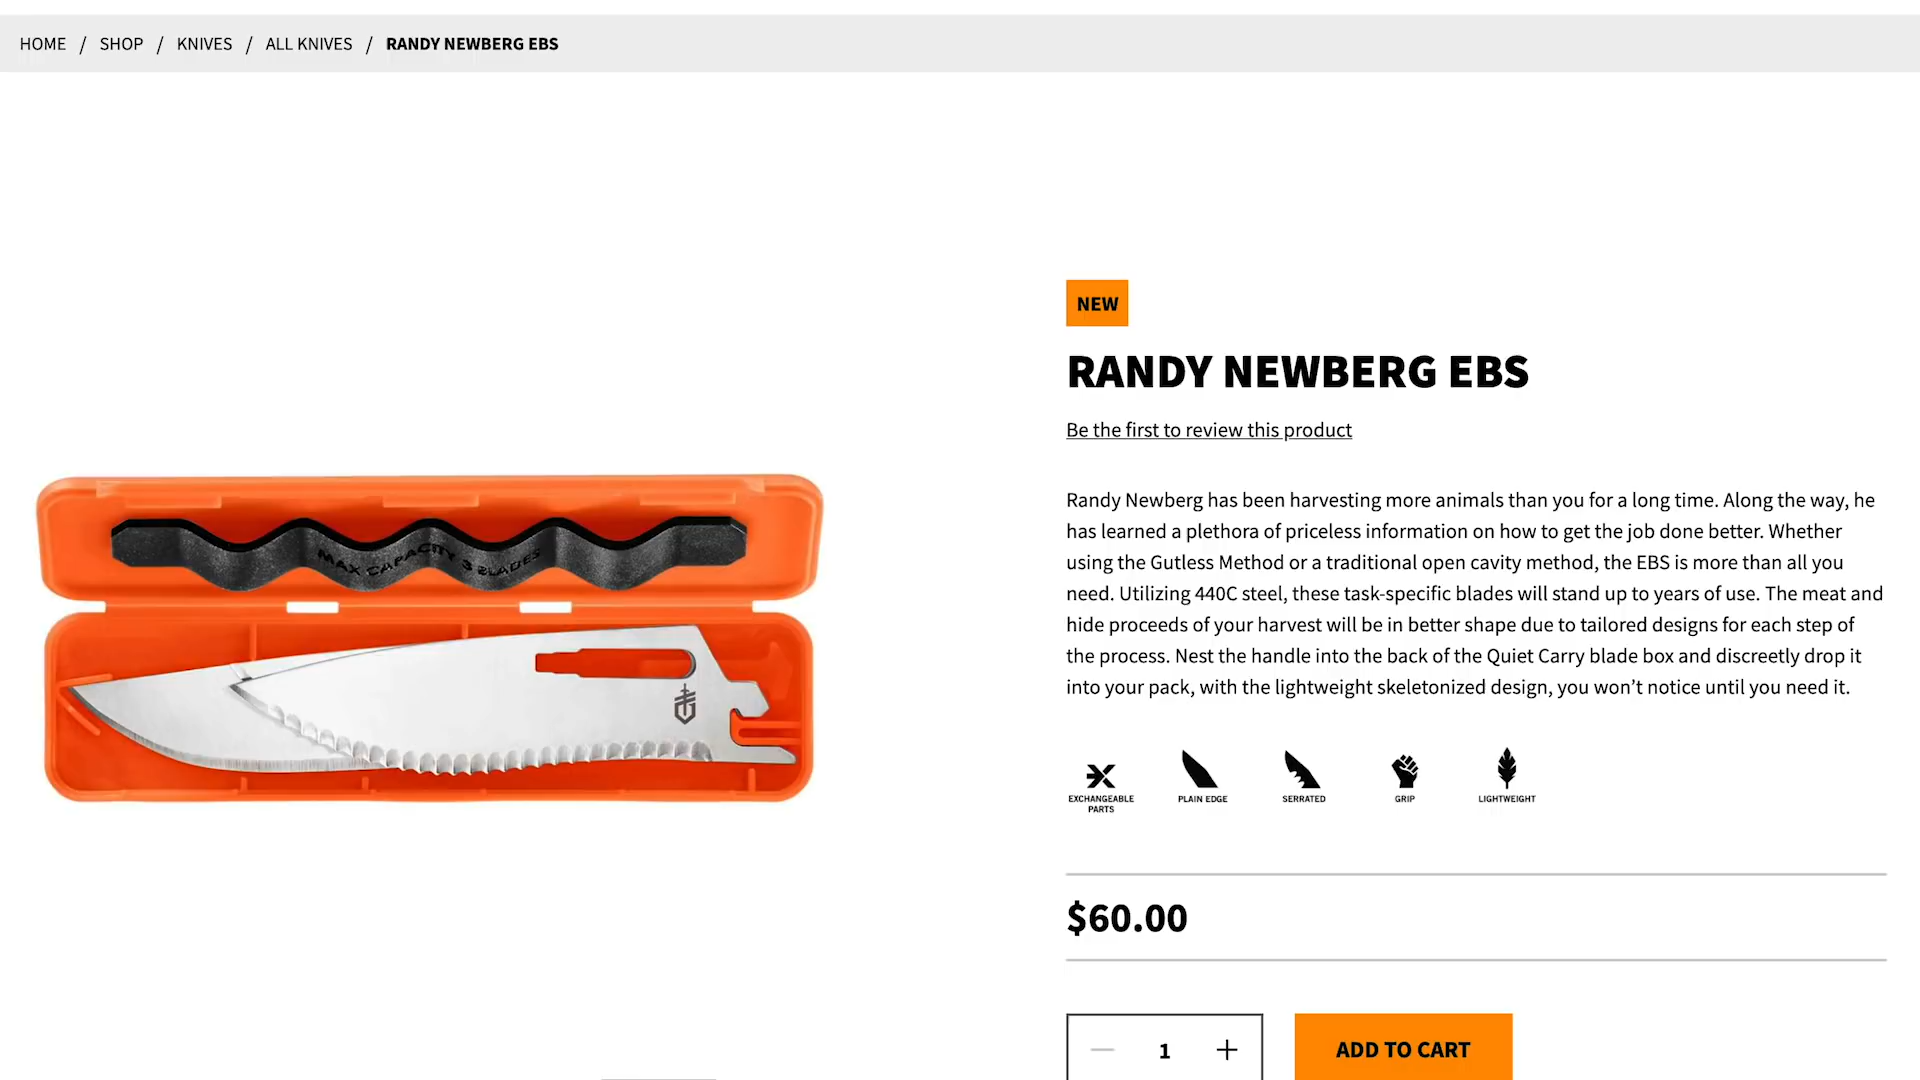 HOME / SHOP / KNIVES / ALL KNIVES / RANDY NEWBERG EBS
NEW
RANDY NEWBERG EBS
Be the first to review this product
Randy Newberg has been harvesting more animals than you for a long time. Along the way, he
has learned a plethora of priceless information on how to get the job done better. Whether
using the Gutless Method or a traditional open cavity method, the EBS is more than all you
need. Utilizing 440C steel, these task-specific blades will stand up to years of use. The meat and
hide proceeds of your harvest will be in better shape due to tailored designs for each step of
the process. Nest the handle into the back of the Quiet Carry blade box and discreetly drop it
into your pack, with the lightweight skeletonized design, you won’t notice until you need it.
MAX CAPACITY 3 BLADES
EXCHANGEABLE
PARTS
PLAIN EDGE
SERRATED
GRIP
LIGHTWEIGHT
$60.00
1
ADD TO CART